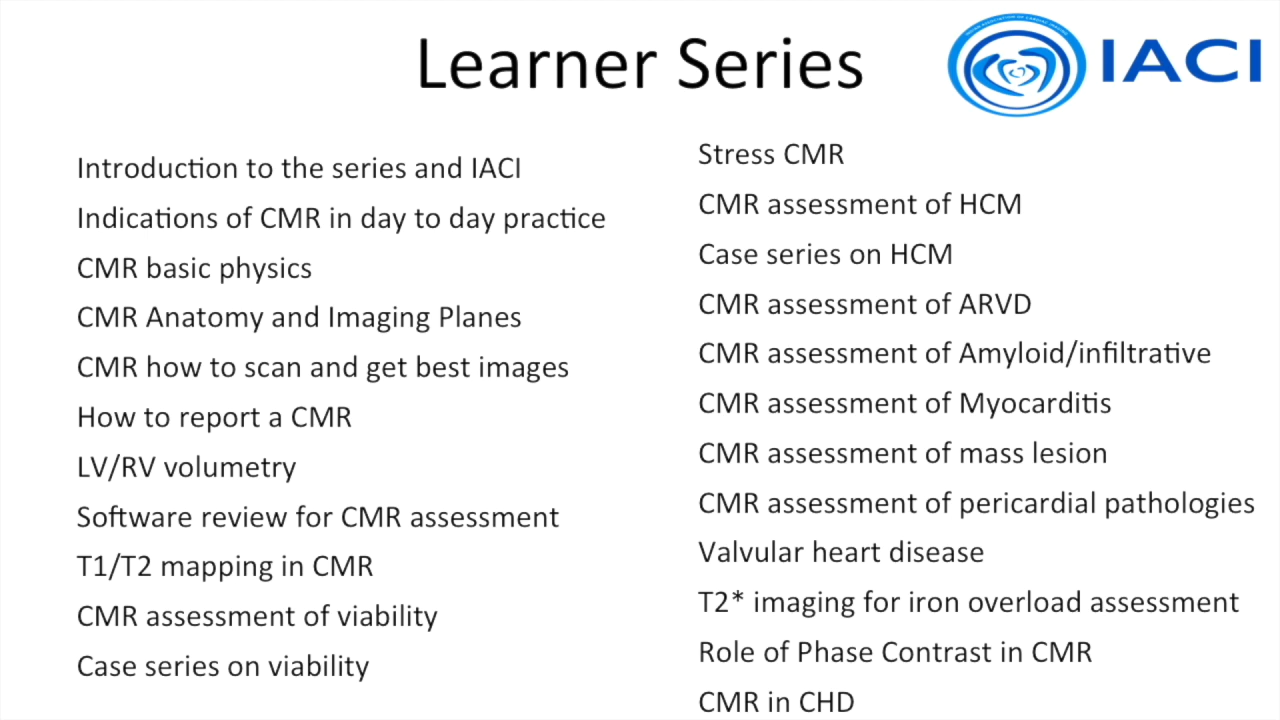 Learner Series
IACI
Introduction to the series and IACI
Indications of CMR in day to day practice
CMR basic physics
CMR Anatomy and Imaging Planes
CMR how to scan and get best images
How to report a CMR
LV/RV volumetry
Software review for CMR assessment
T1/T2 mapping in CMR
CMR assessment of viability
Case series on viability
Stress CMR
CMR assessment of HCM
Case series on HCM
CMR assessment of ARVD
CMR assessment of Amyloid/infiltrative
CMR assessment of Myocarditis
CMR assessment of mass lesion
CMR assessment of pericardial pathologies
Valvular heart disease
T2* imaging for iron overload assessment
Role of Phase Contrast in CMR
CMR in CHD